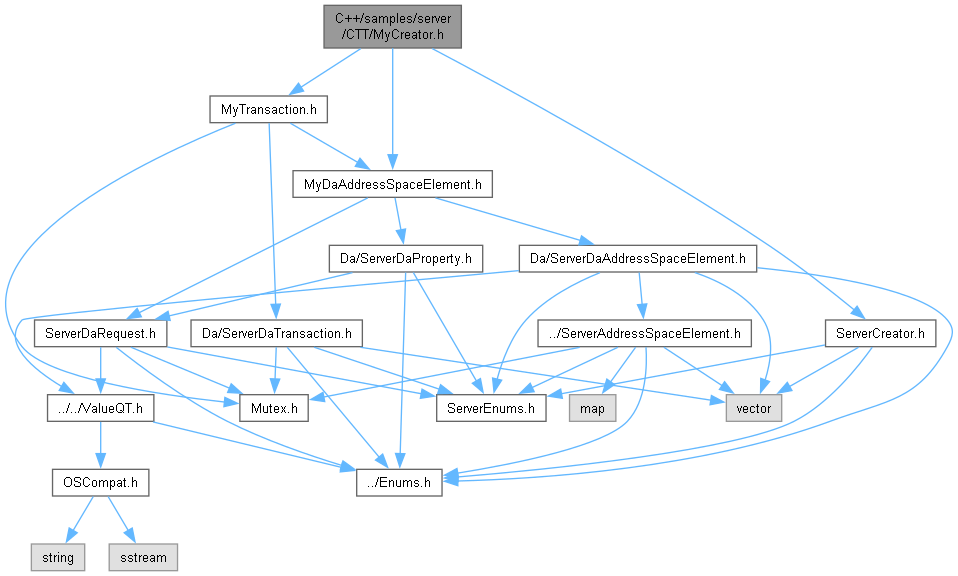 C++/samples/server
/CTT/MyCreator.h
MyTransaction.h
MyDaAddressSpaceElement.h
Da/ServerDaProperty.h
Da/ServerDaAddressSpaceElement.h
ServerDaRequest.h
Da/ServerDaTransaction.h
../ServerAddressSpaceElement.h
ServerCreator.h
../../ValueQT.h
Mutex.h
ServerEnums.h
map
vector
OSCompat.h
../Enums.h
string
sstream